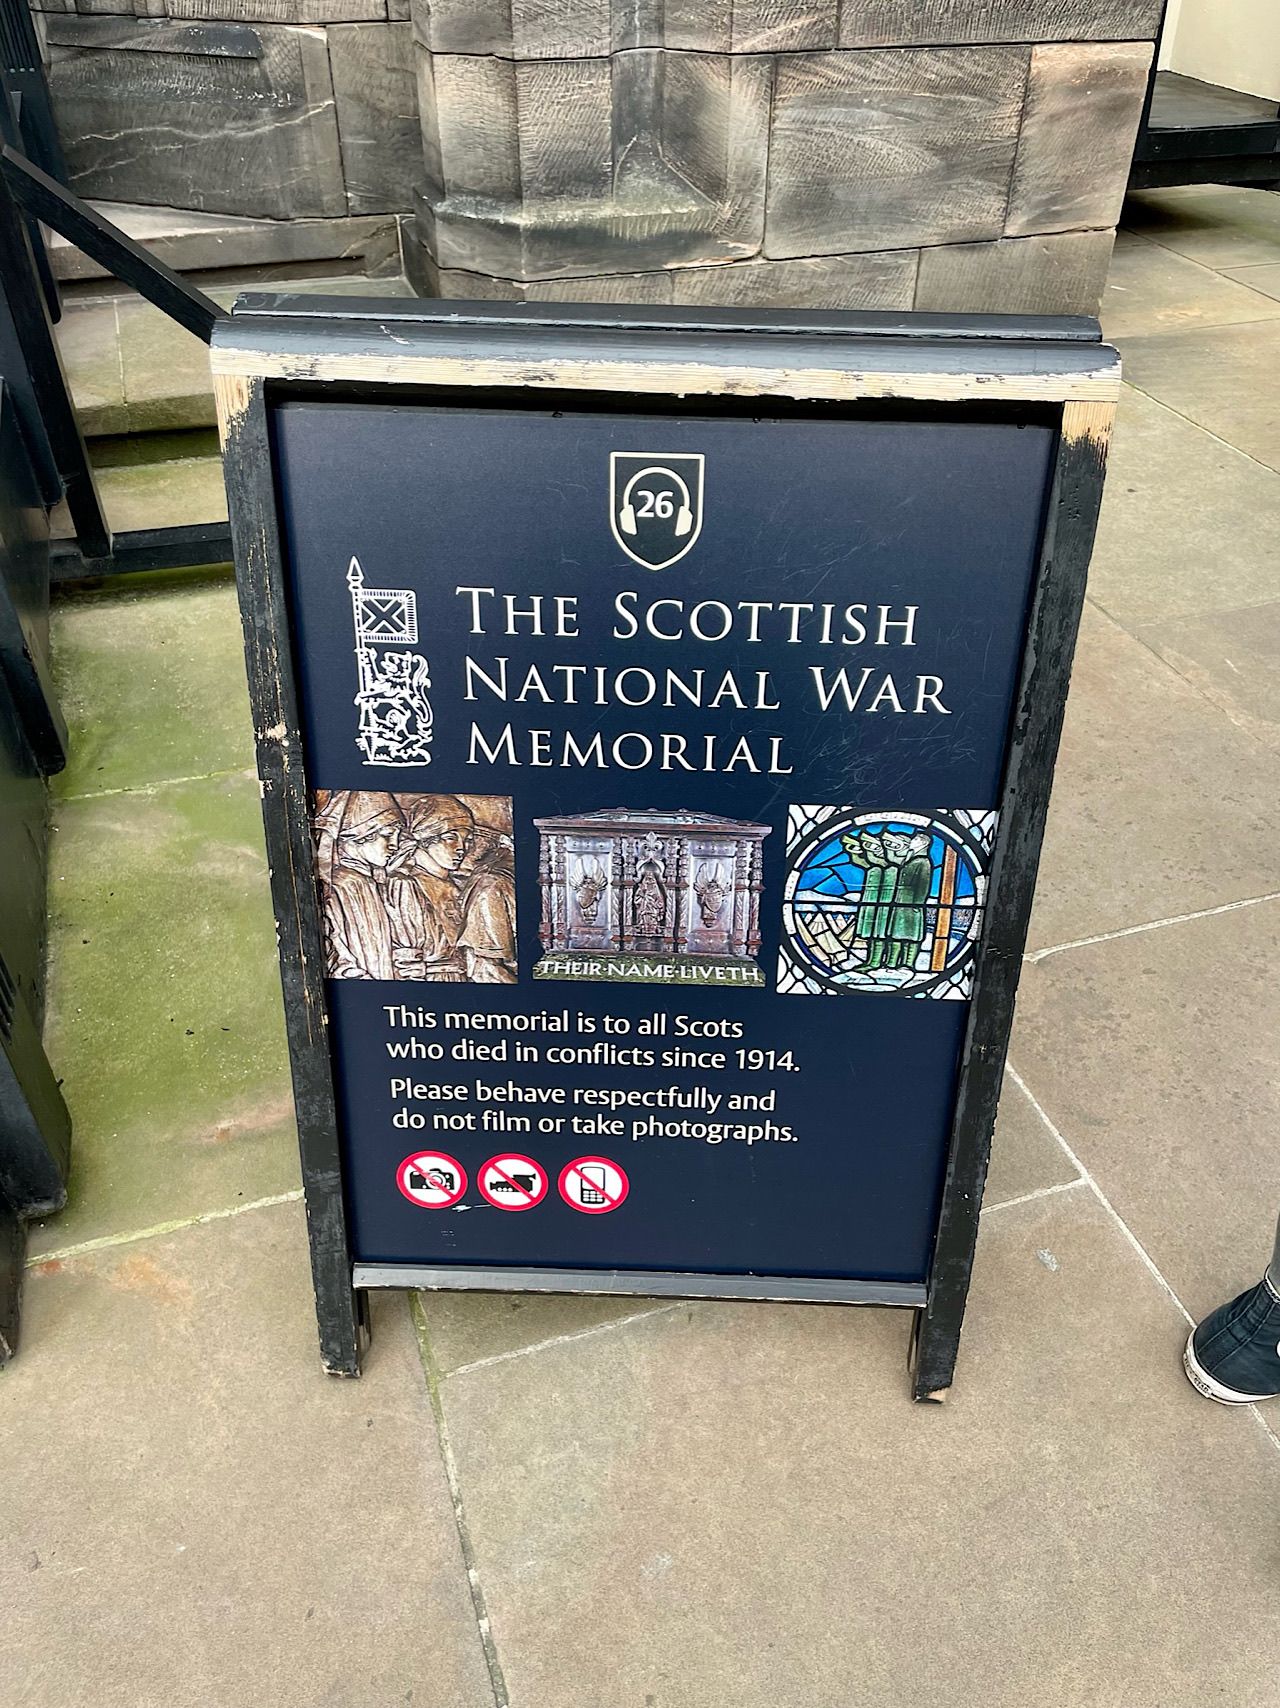 26
THE SCOTTISH
NATIONAL WAR
MEMORIAL
THEIR·NAME·LIVETH
This memorial is to all Scots
who died in conflicts since 1914.
Please behave respectfully and
do not film or take photographs.